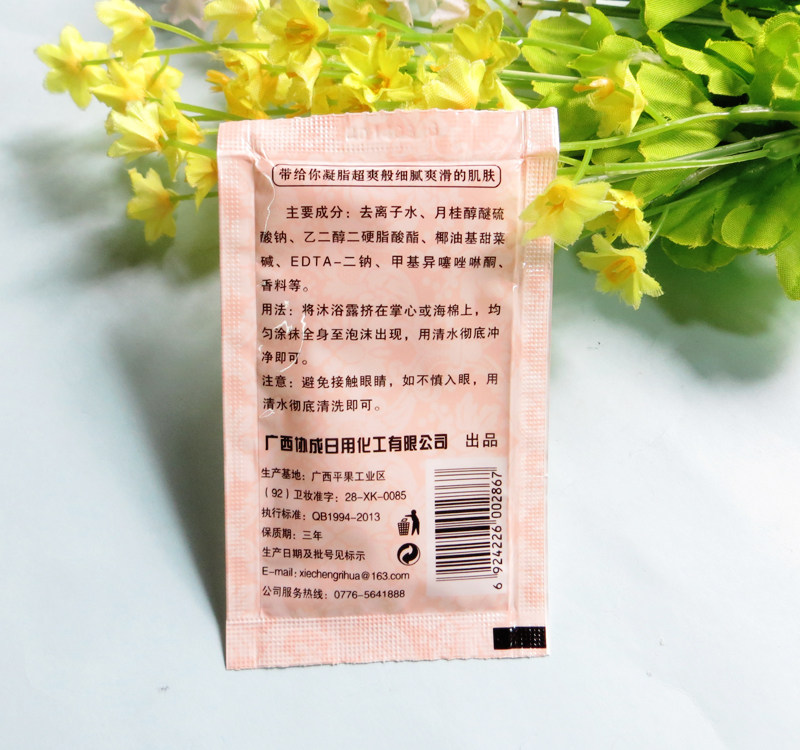 带给你凝脂超爽般细腻爽滑的肌肤
主要成分：去离子水、月桂醇醚硫
酸钠、乙二醇二硬脂酸酯、椰油基甜菜
碱、EDTA-二钠、甲基异噻唑啉酮、
香料等。
用法：将沐浴露挤在掌心或海棉上，均
匀涂抹全身至泡沫出现，用清水彻底冲
净即可。
注意：避免接触眼睛，如不慎入眼，用
清水彻底清洗即可。
广西协成日用化工有限公司 出品
生产基地：广西平果工业区
（92）卫妆准字：28-XK-0085
执行标准：QB1994-2013
保质期：三年
生产日期及批号见标示
E-mail：xiechengrihua@163.com
公司服务热线：0776-5641888
6 924226 002867